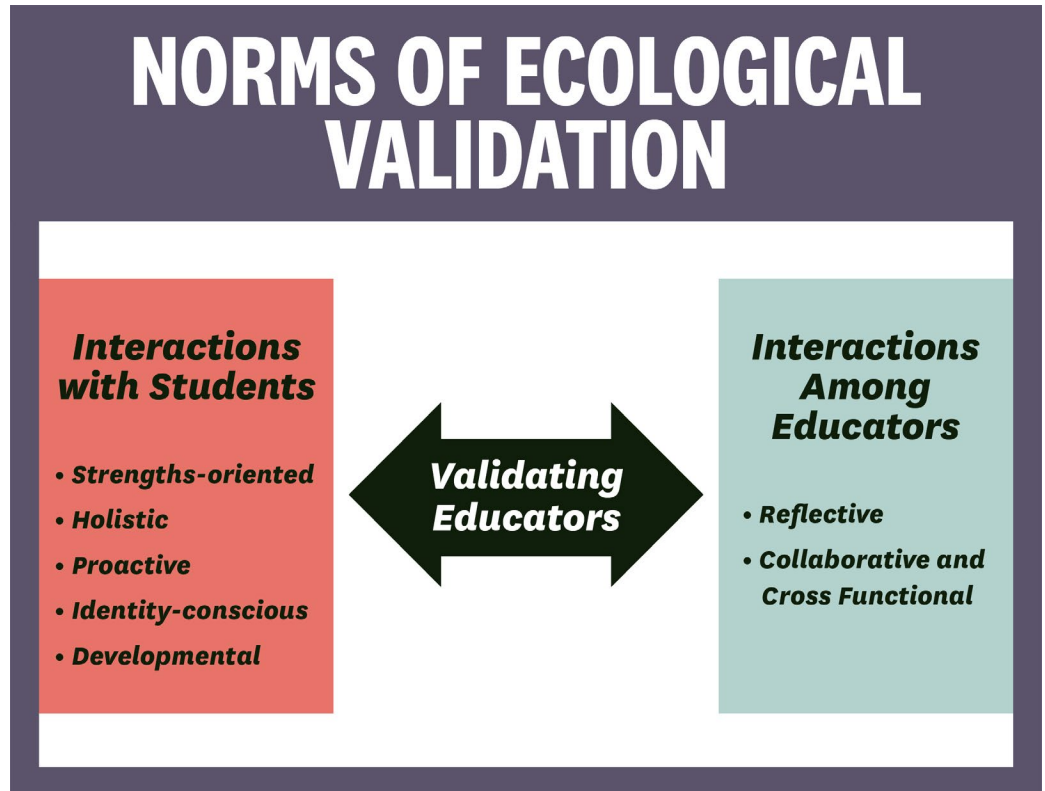 NORMS OF ECOLOGICAL
VALIDATION
Interactions
with Students
• Strengths-oriented
• Holistic
• Proactive
• Identity-conscious
• Developmental
Validating
Educators
Interactions
Among
Educators
• Reflective
• Collaborative and
Cross Functional